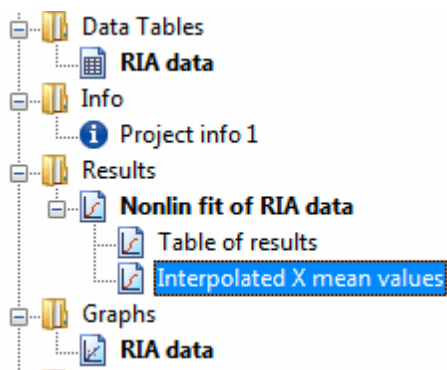 Data Tables
RIA data
Info
Project info 1
Results
Nonlin fit of RIA data
Table of results
Interpolated X mean values
Graphs
RIA data